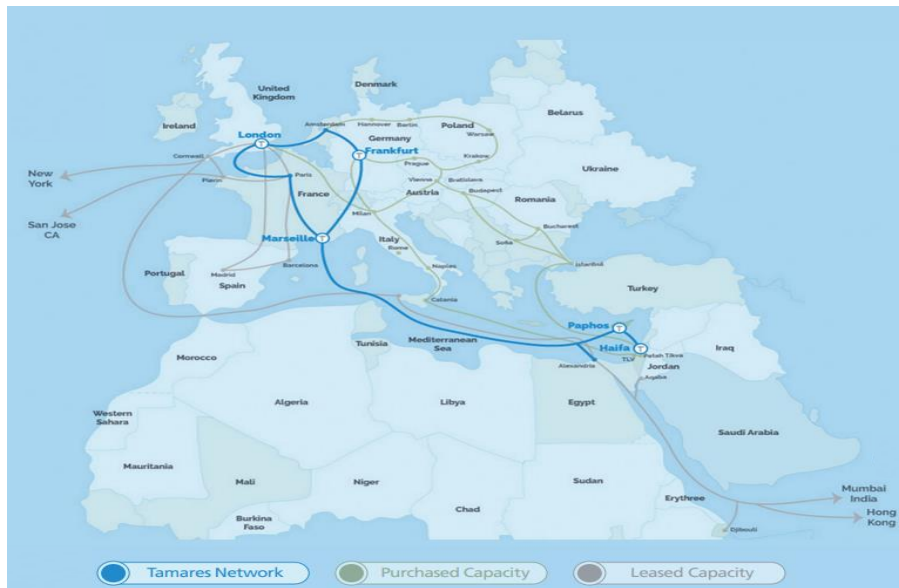 Denmark
United
Kingdom
Ireland
Belarus
Amsterdam
Hannover
Berlin
Poland
London
Germany
Warsaw
Frankfurt
Cornwall
Prague
Krakow
Ukraine
New
York
Paris
Vienna
Bratislava
France
Austria
Budapest
Romania
San Jose
CA
Milan
Bucharest
Marseille
Italy
Sofia
Rome
Istanbul
Portugal
Madrid
Barcelona
Naples
Spain
Turkey
Catania
Paphos
Tunisia
Mediterranean
Sea
Haifa
Iraq
Petah Tikva
TLV
Morocco
Alexandria
Jordan
Aqaba
Algeria
Libya
Egypt
Western
Sahara
Saudi Arabia
Mauritania
Mali
Niger
Sudan
Chad
Erythree
Mumbai
India
Burkina
Faso
Hong
Kong
Djibouli
Tamares Network
Purchased Capacity
Leased Capacity